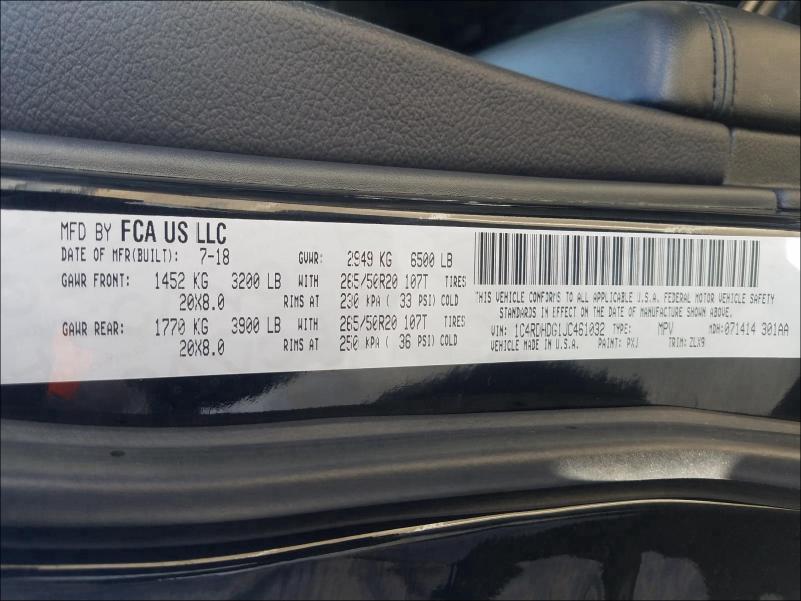 MFD BY FCA US LLC
DATE OF MFR(BUILT): 7-18 GVWR: 2949 KG 6500 LB
GAWR FRONT: 1452 KG 3200 LB WITH 265/50R20 107T TIRES
20X8.0 RIMS AT 230 KPA ( 33 PSI) COLD
GAWR REAR: 1770 KG 3900 LB WITH 265/50R20 107T TIRES
20X8.0 RIMS AT 250 KPA ( 36 PSI) COLD
THIS VEHICLE CONFORMS TO ALL APPLICABLE U.S.A. FEDERAL MOTOR VEHICLE SAFETY
STANDARDS IN EFFECT ON THE DATE OF MANUFACTURE SHOWN ABOVE
VIN: 1C4RDHDG1JC461092 TYPE: MPV MDH: 071414 301AA
VEHICLE MADE IN U.S.A. PAINT: PXJ TRIM: ZLX9